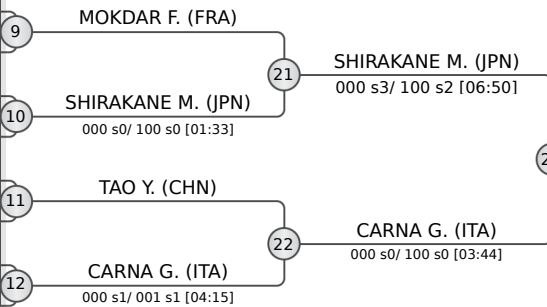 9
MOKDAR F. (FRA)
21
SHIRAKANE M. (JPN)
000 s3/ 100 s2 [06:50]
10
SHIRAKANE M. (JPN)
000 s0/ 100 s0 [01:33]
11
TAO Y. (CHN)
22
CARNA G. (ITA)
000 s0/ 100 s0 [03:44]
12
CARNA G. (ITA)
000 s1/ 001 s1 [04:15]